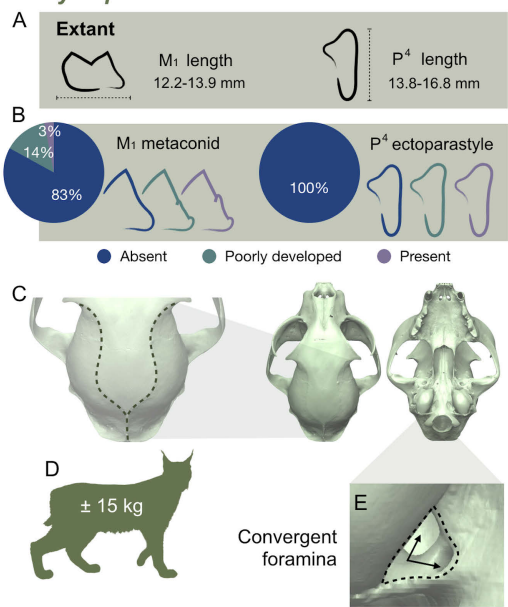 A
Extant
M1 length
12.2-13.9 mm
P4 length
13.8-16.8 mm
B
3%
14%
83%
M1 metaconid
100%
P4 ectoparastyle
Absent
Poorly developed
Present
C
D
± 15 kg
E
Convergent
foramina